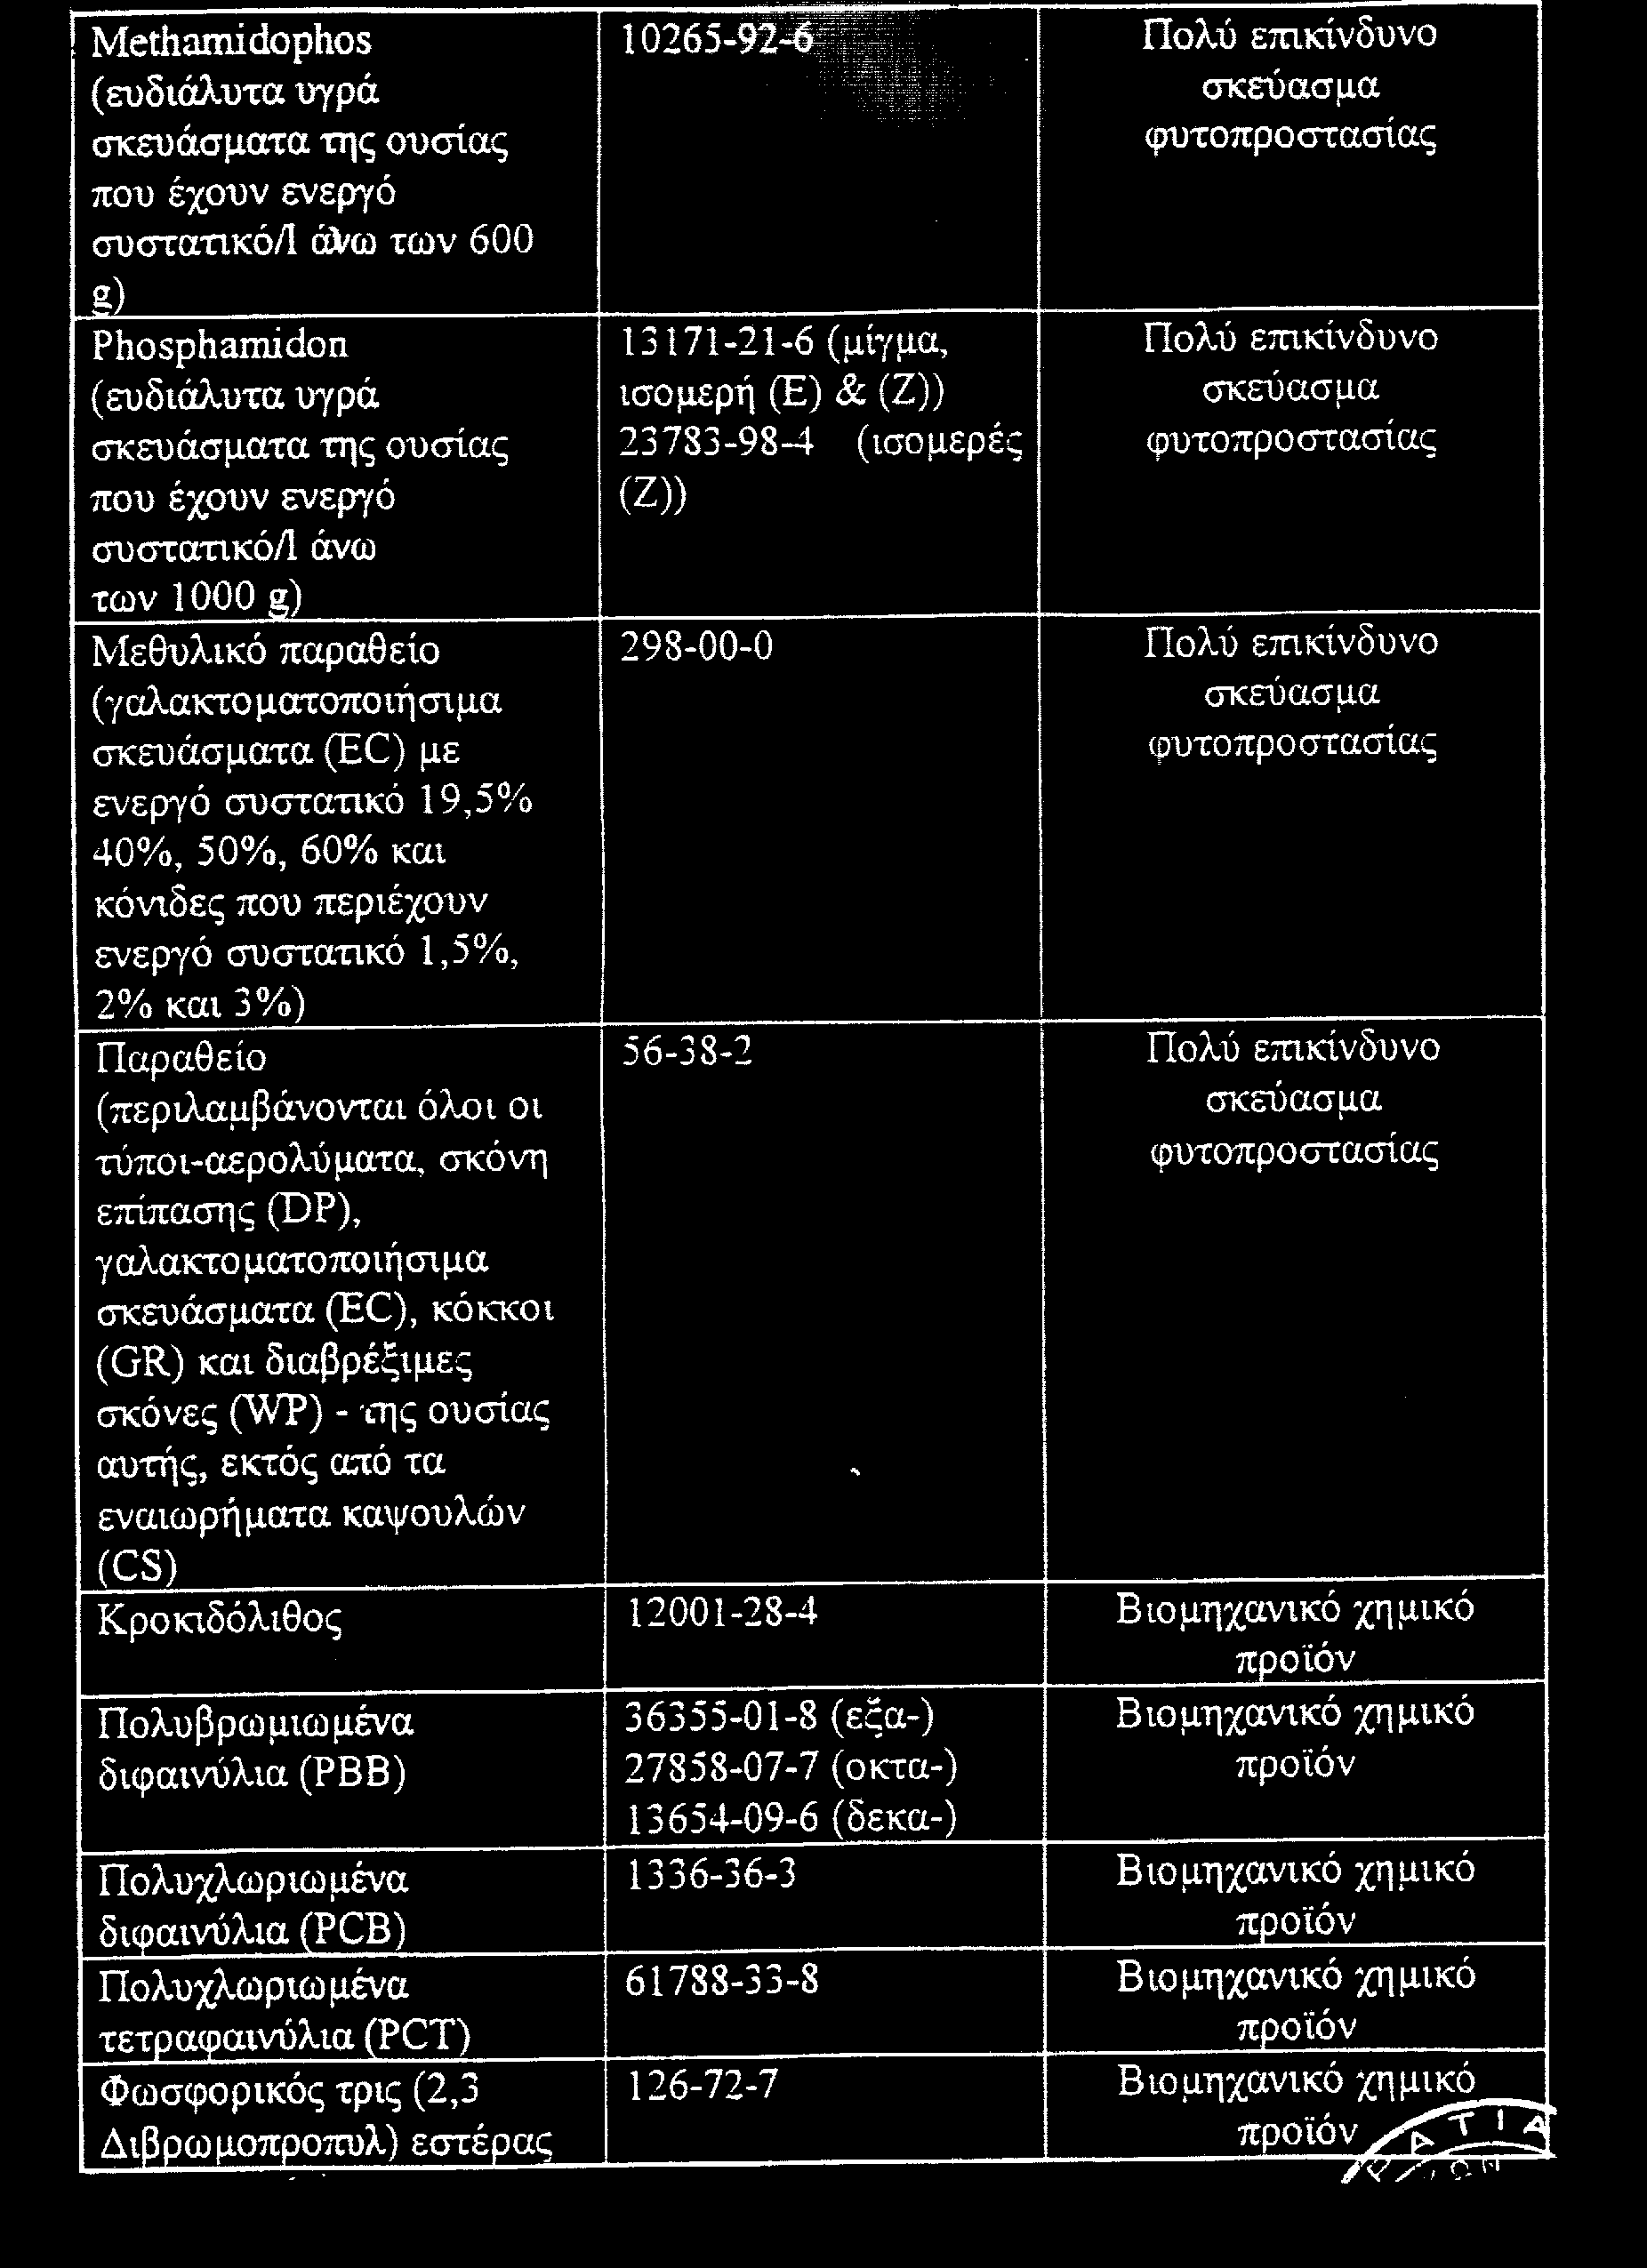 Methamidophos
(ευδιάλυτα υγρά
σκευάσματα της ουσίας
που έχουν ενεργό
συστατικό/l άνω των 600
g)
10265-92-6
Πολύ επικίνδυνο
σκεύασμα
φυτοπροστασίας
Phosphamidon
(ευδιάλυτα υγρά
σκευάσματα της ουσίας
που έχουν ενεργό
συστατικό/l άνω
των 1000 g)
13171-21-6 (μίγμα,
ισομερή (E) & (Z))
23783-98-4 (ισομερές
(Z))
Πολύ επικίνδυνο
σκεύασμα
φυτοπροστασίας
Μεθυλικό παραθείο
(γαλακτοματοποιήσιμα
σκευάσματα (EC) με
ενεργό συστατικό 19,5%
40%, 50%, 60% και
κόνιδες που περιέχουν
ενεργό συστατικό 1,5%,
2% και 3%)
298-00-0
Πολύ επικίνδυνο
σκεύασμα
φυτοπροστασίας
Παραθείο
(περιλαμβάνονται όλοι οι
τύποι-αερολύματα, σκόνη
επίπασης (DP),
γαλακτοματοποιήσιμα
σκευάσματα (EC), κόκκοι
(GR) και διαβρέξιμες
σκόνες (WP) - της ουσίας
αυτής, εκτός από τα
εναιωρήματα καψουλών
(CS)
56-38-2
Πολύ επικίνδυνο
σκεύασμα
φυτοπροστασίας
Κροκιδόλιθος
12001-28-4
Βιομηχανικό χημικό
προϊόν
Πολυβρωμιωμένα
διφαινύλια (PBB)
36355-01-8 (εξα-)
27858-07-7 (οκτα-)
13654-09-6 (δεκα-)
Βιομηχανικό χημικό
προϊόν
Πολυχλωριωμένα
διφαινύλια (PCB)
1336-36-3
Βιομηχανικό χημικό
προϊόν
Πολυχλωριωμένα
τετραφαινύλια (PCT)
61788-33-8
Βιομηχανικό χημικό
προϊόν
Φωσφορικός τρις (2,3
Διβρωμοπροπυλ) εστέρας
126-72-7
Βιομηχανικό χημικό
προϊόν